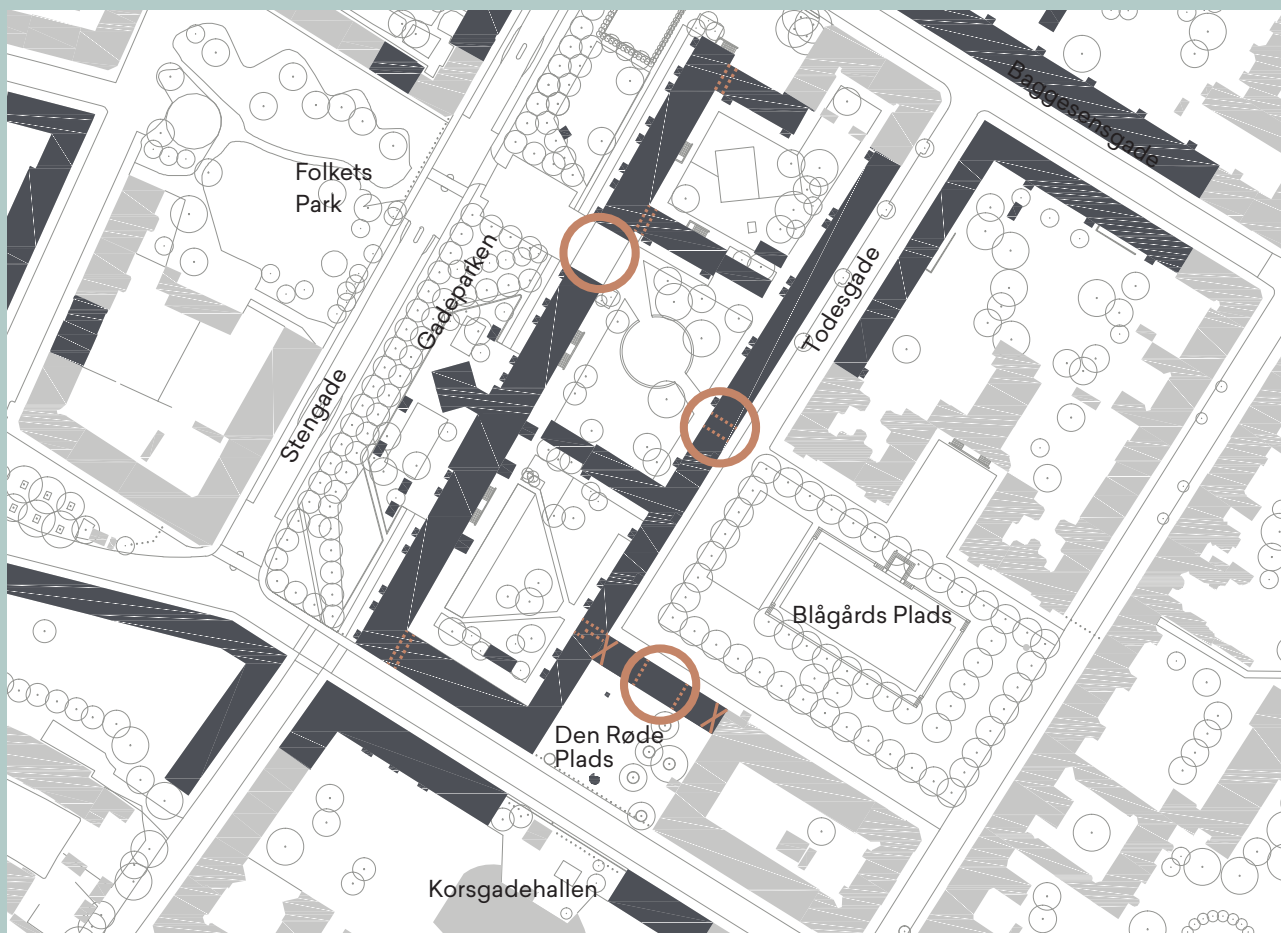 Baggesensgade
Folkets
Park
Gadeparken
Todesgade
Stengade
Blågårds Plads
Den Røde
Plads
Korsgadehallen